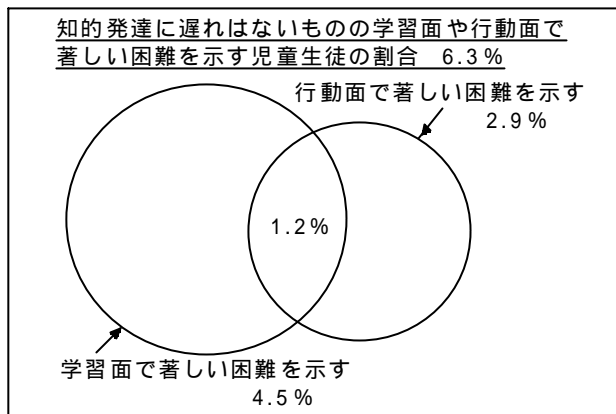 知的発達に遅れはないものの学習面や行動面で
著しい困難を示す児童生徒の割合 6.3%
行動面で著しい困難を示す
2.9%
1.2%
学習面で著しい困難を示す
4.5%